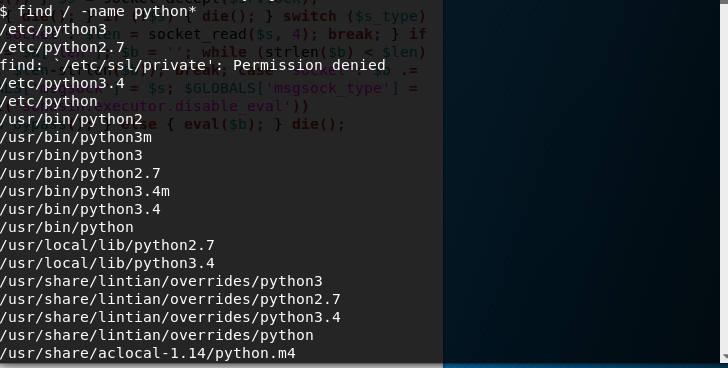 $ find / -name python*
/etc/python3
/etc/python2.7
find: `/etc/ssl/private': Permission denied
/etc/python3.4
/etc/python
/usr/bin/python2
/usr/bin/python3m
/usr/bin/python3
/usr/bin/python2.7
/usr/bin/python3.4m
/usr/bin/python3.4
/usr/bin/python
/usr/local/lib/python2.7
/usr/local/lib/python3.4
/usr/share/lintian/overrides/python3
/usr/share/lintian/overrides/python2.7
/usr/share/lintian/overrides/python3.4
/usr/share/lintian/overrides/python
/usr/share/aclocal-1.14/python.m4